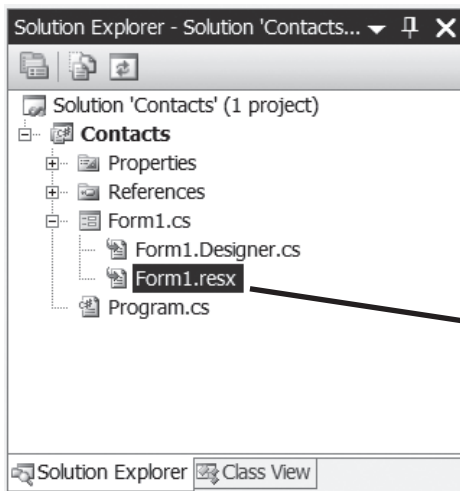 Solution Explorer - Solution 'Contacts...
Solution 'Contacts' (1 project)
Contacts
Properties
References
Form1.cs
Form1.Designer.cs
Form1.resx
Program.cs
Solution Explorer Class View